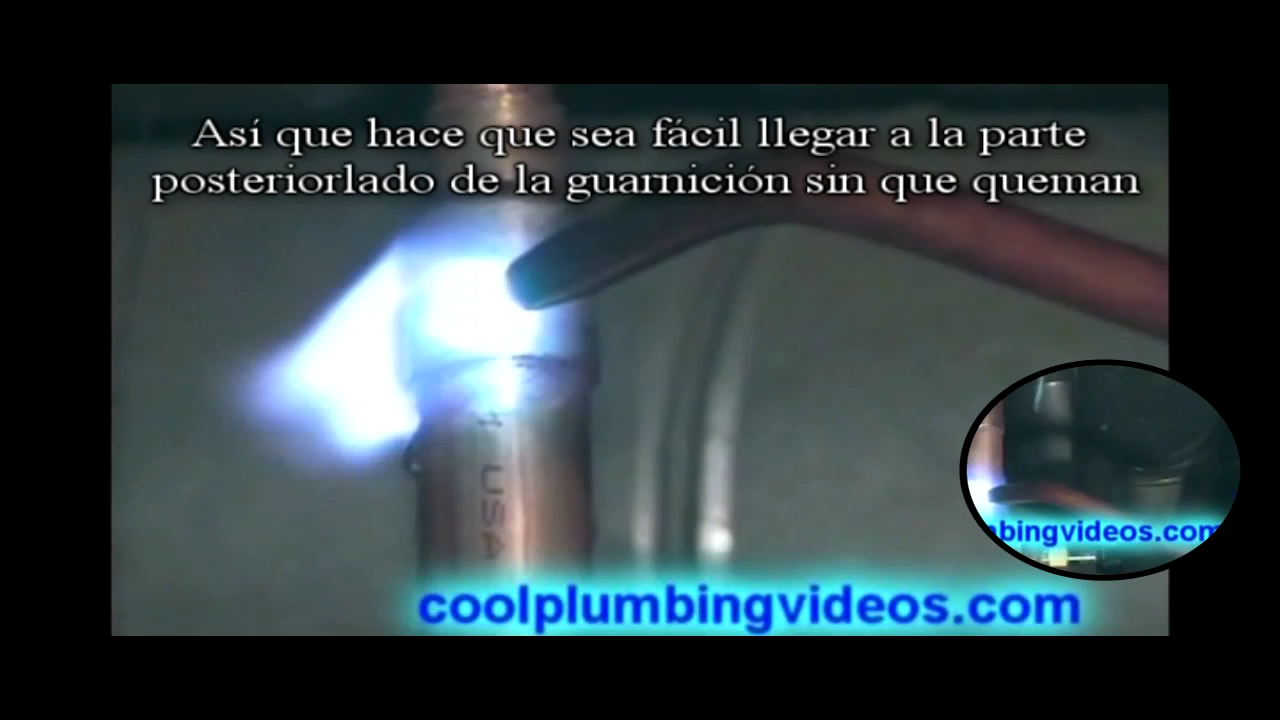 Así que hace que sea fácil llegar a la parte
posteriorlado de la guarnición sin que queman
USA
coolplumbingvideos.com
bingvideos.com